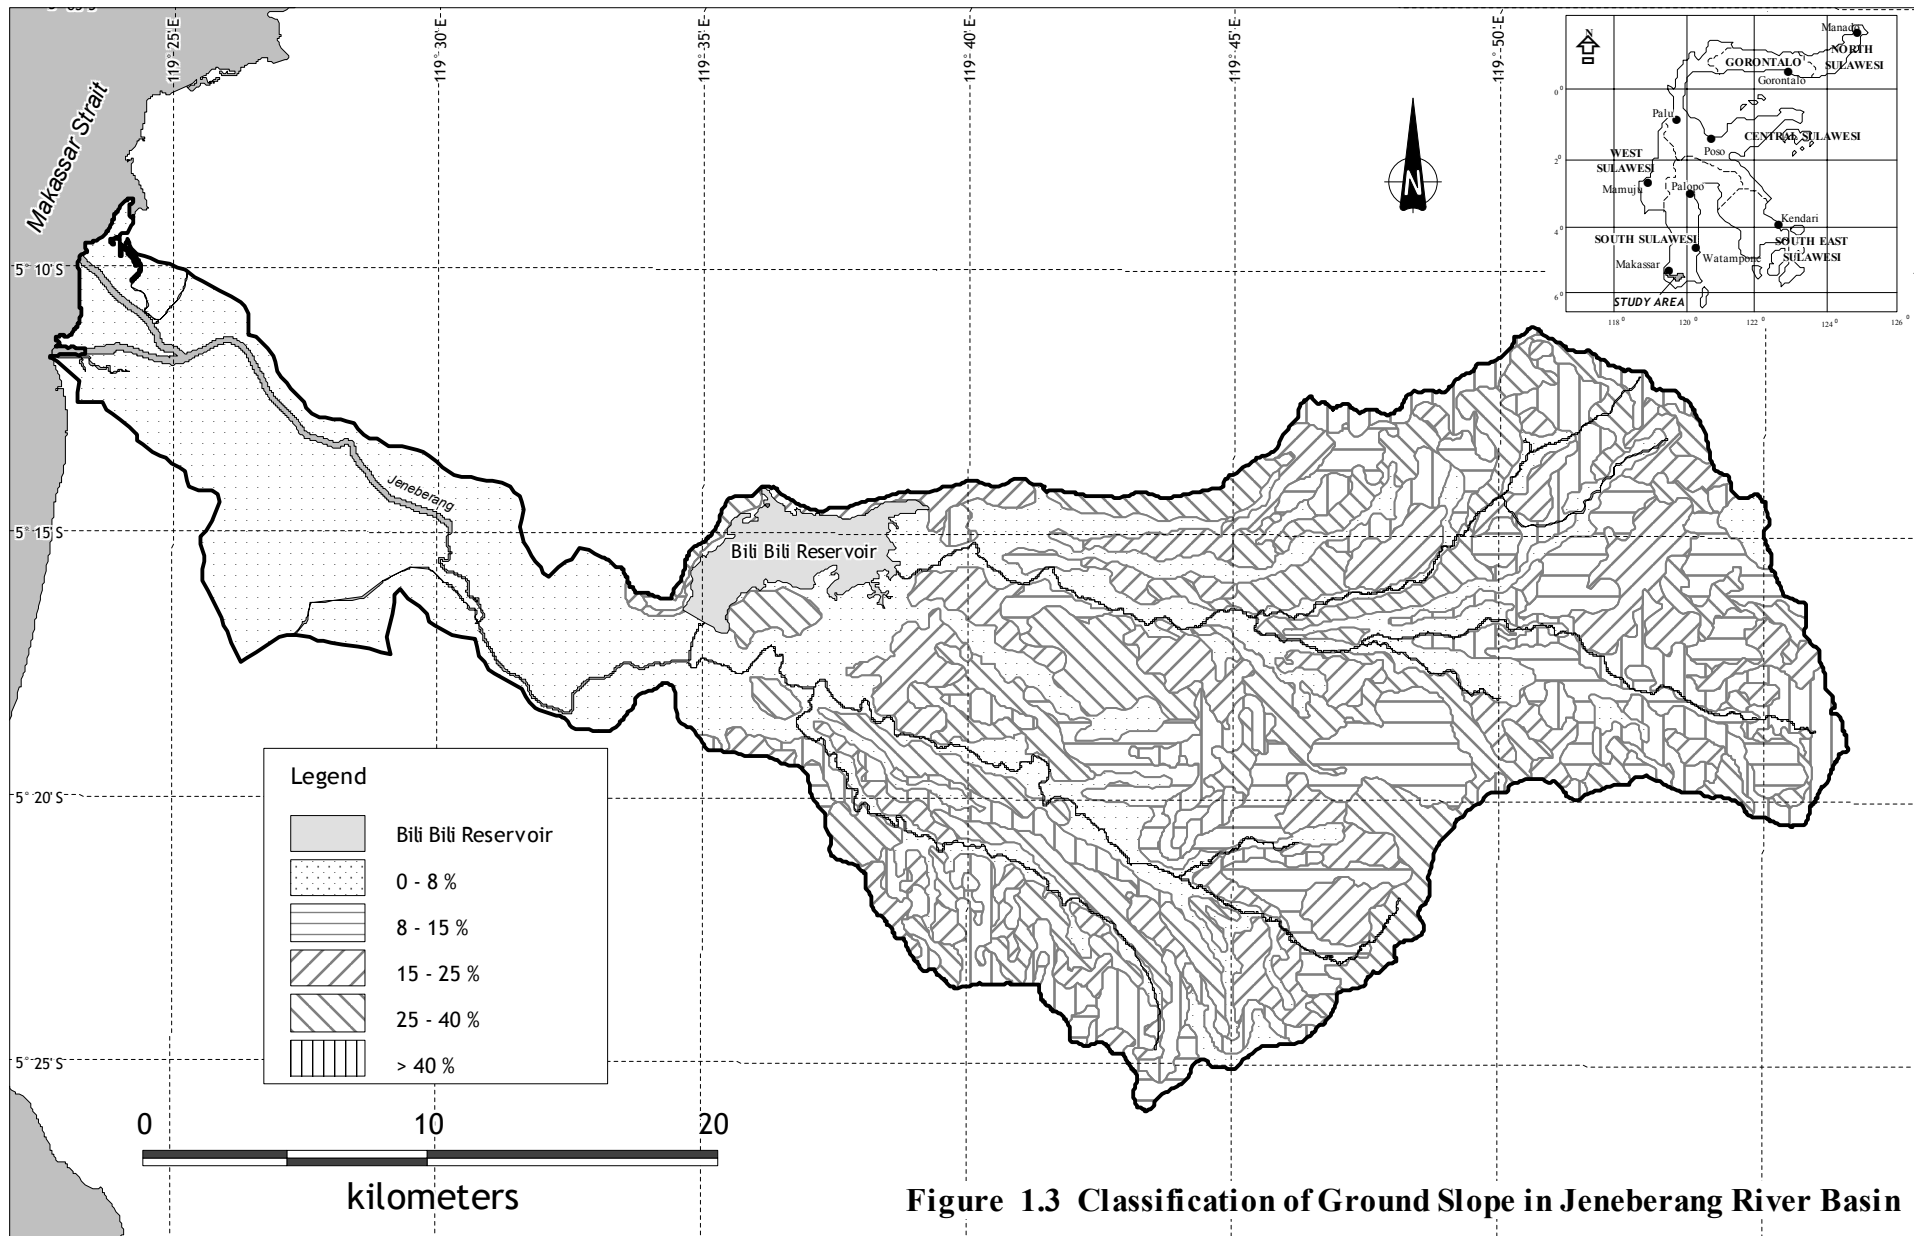 119° 25' E
119° 30' E
119° 35' E
119° 40' E
119° 45' E
119° 50' E
Makassar Strait
5° 10' S
5° 15' S
5° 20' S
5° 25' S
Jeneberang
Bili Bili Reservoir
N
N
Manado
NORTH
SULAWESI
GORONTALO
Gorontalo
Palu
CENTRAL SULAWESI
Poso
WEST
SULAWESI
Mamuju
Palopo
Kendari
SOUTH SULAWESI
SOUTH EAST
SULAWESI
Watampone
Makassar
STUDY AREA
0°
2°
4°
6°
118°
120°
122°
124°
126°
Legend
Bili Bili Reservoir
0 - 8 %
8 - 15 %
15 - 25 %
25 - 40 %
> 40 %
0 10 20
kilometers
Figure 1.3 Classification of Ground Slope in Jeneberang River Basin